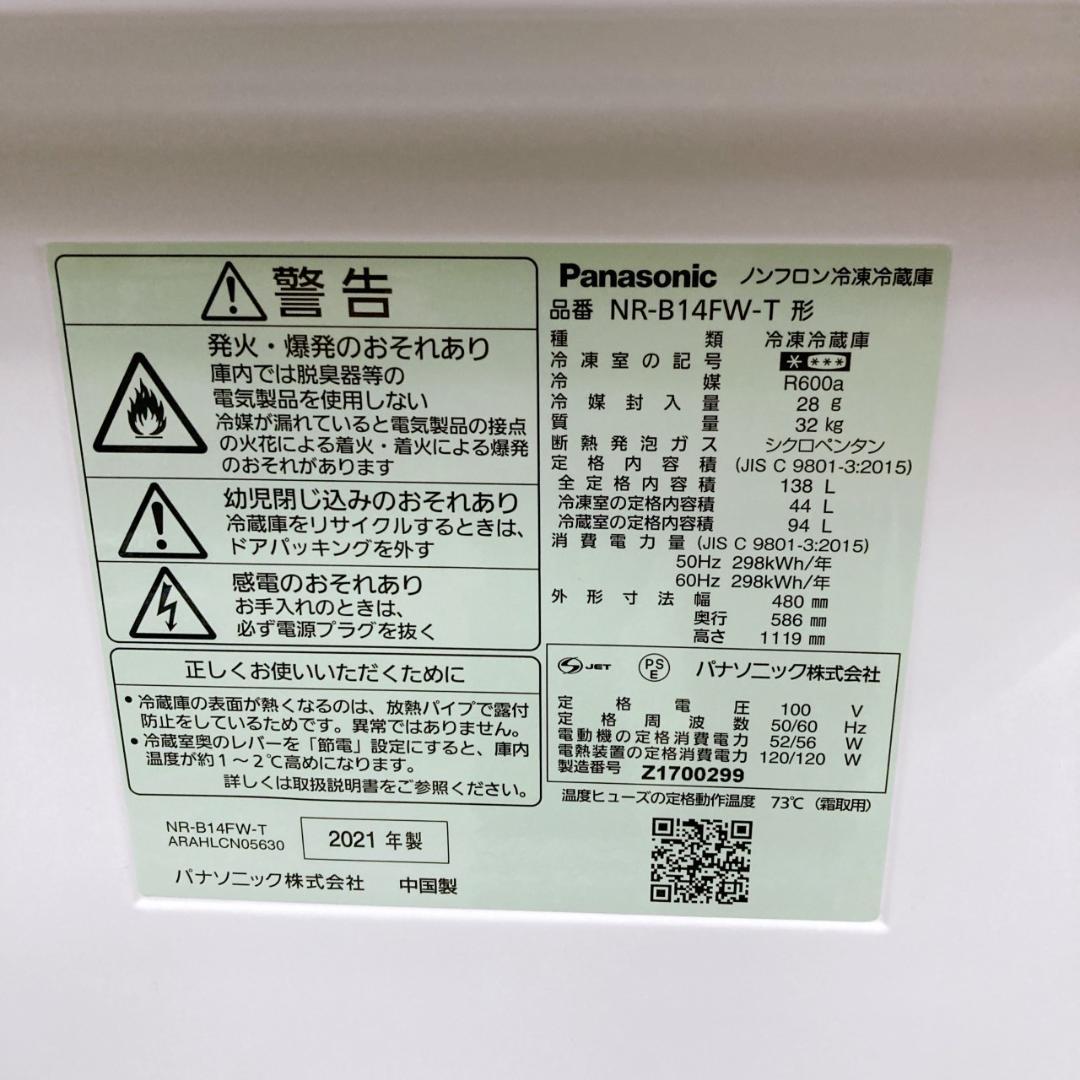 警告
発火・爆発のおそれあり
庫内では脱臭器等の
電気製品を使用しない
冷媒が漏れていると電気製品の接点
の火花による着火・着火による爆発
のおそれがあります
幼児閉じ込みのおそれあり
冷蔵庫をリサイクルするときは、
ドアパッキングを外す
感電のおそれあり
お手入れのときは、
必ず電源プラグを抜く
正しくお使いいただくために
・冷蔵庫の表面が熱くなるのは、放熱パイプで露付
防止をしているためです。異常ではありません。
・冷蔵室奥のレバーを「節電」設定にすると、庫内
温度が約1~2℃高めになります。
詳しくは取扱説明書をご参照ください。
NR-B14FW-T
ARAHLCN05630
2021 年製
パナソニック株式会社 中国製
Panasonic ノンフロン冷凍冷蔵庫
品番 NR-B14FW-T 形
種類 冷凍冷蔵庫
冷凍室の記号 * ***
冷媒 R600a
冷媒封入量 28 g
質量 32 kg
断熱発泡ガス シクロペンタン
定格内容積 (JIS C 9801-3:2015)
全定格内容積 138 L
冷凍室の定格内容積 44 L
冷蔵室の定格内容積 94 L
消費電力量 (JIS C 9801-3:2015)
50Hz 298kWh/年
60Hz 298kWh/年
外形寸法 幅 480 mm
奥行 586 mm
高さ 1119 mm
S JET PSE パナソニック株式会社
定格電圧 100 V
定格周波数 50/60 Hz
電動機の定格消費電力 52/56 W
電熱装置の定格消費電力 120/120 W
製造番号 Z1700299
温度ヒューズの定格動作温度 73℃ (霜取用)